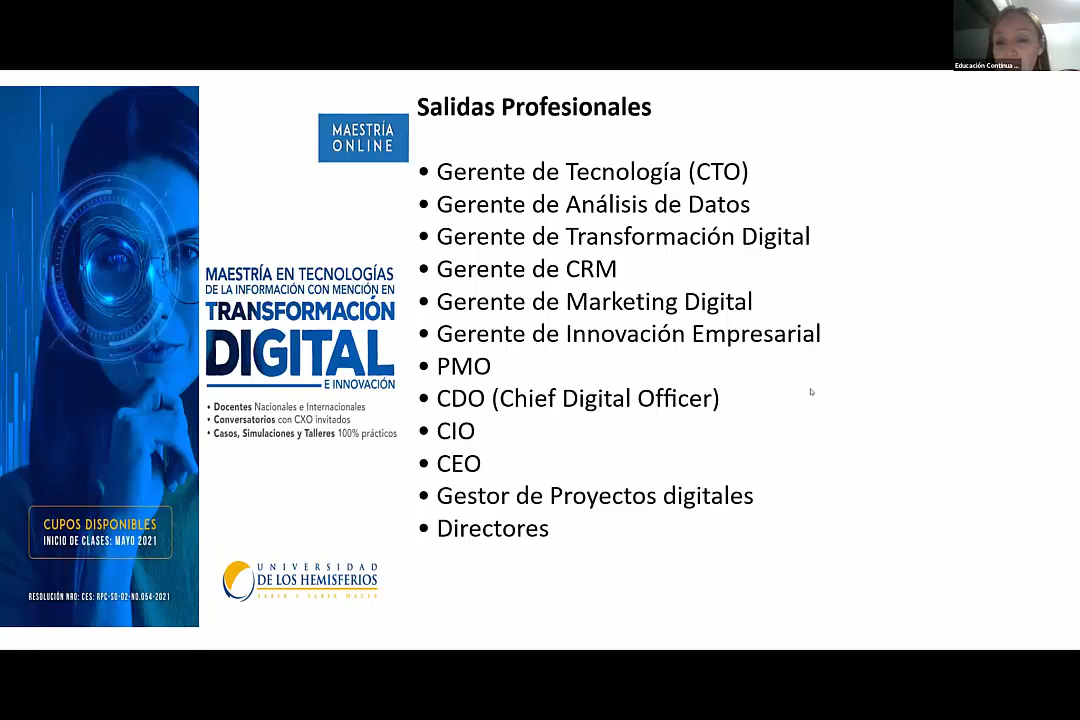 Educación Continua ...
Salidas Profesionales
MAESTRÍA
ONLINE
• Gerente de Tecnología (CTO)
• Gerente de Análisis de Datos
• Gerente de Transformación Digital
• Gerente de CRM
• Gerente de Marketing Digital
• Gerente de Innovación Empresarial
• PMO
• CDO (Chief Digital Officer)
• CIO
• CEO
• Gestor de Proyectos digitales
• Directores
MAESTRÍA EN TECNOLOGÍAS
DE LA INFORMACIÓN CON MENCIÓN EN
TRANSFORMACIÓN
DIGITAL
E INNOVACIÓN
• Docentes Nacionales e Internacionales
• Conversatorios con CXO invitados
• Casos, Simulaciones y Talleres 100% prácticos
CUPOS DISPONIBLES
INICIO DE CLASES: MAYO 2021
RESOLUCIÓN NRO: CES: RPC-SO-02-NO.054-2021
UNIVERSIDAD
DE LOS HEMISFERIOS
SABER Y SABER HACER